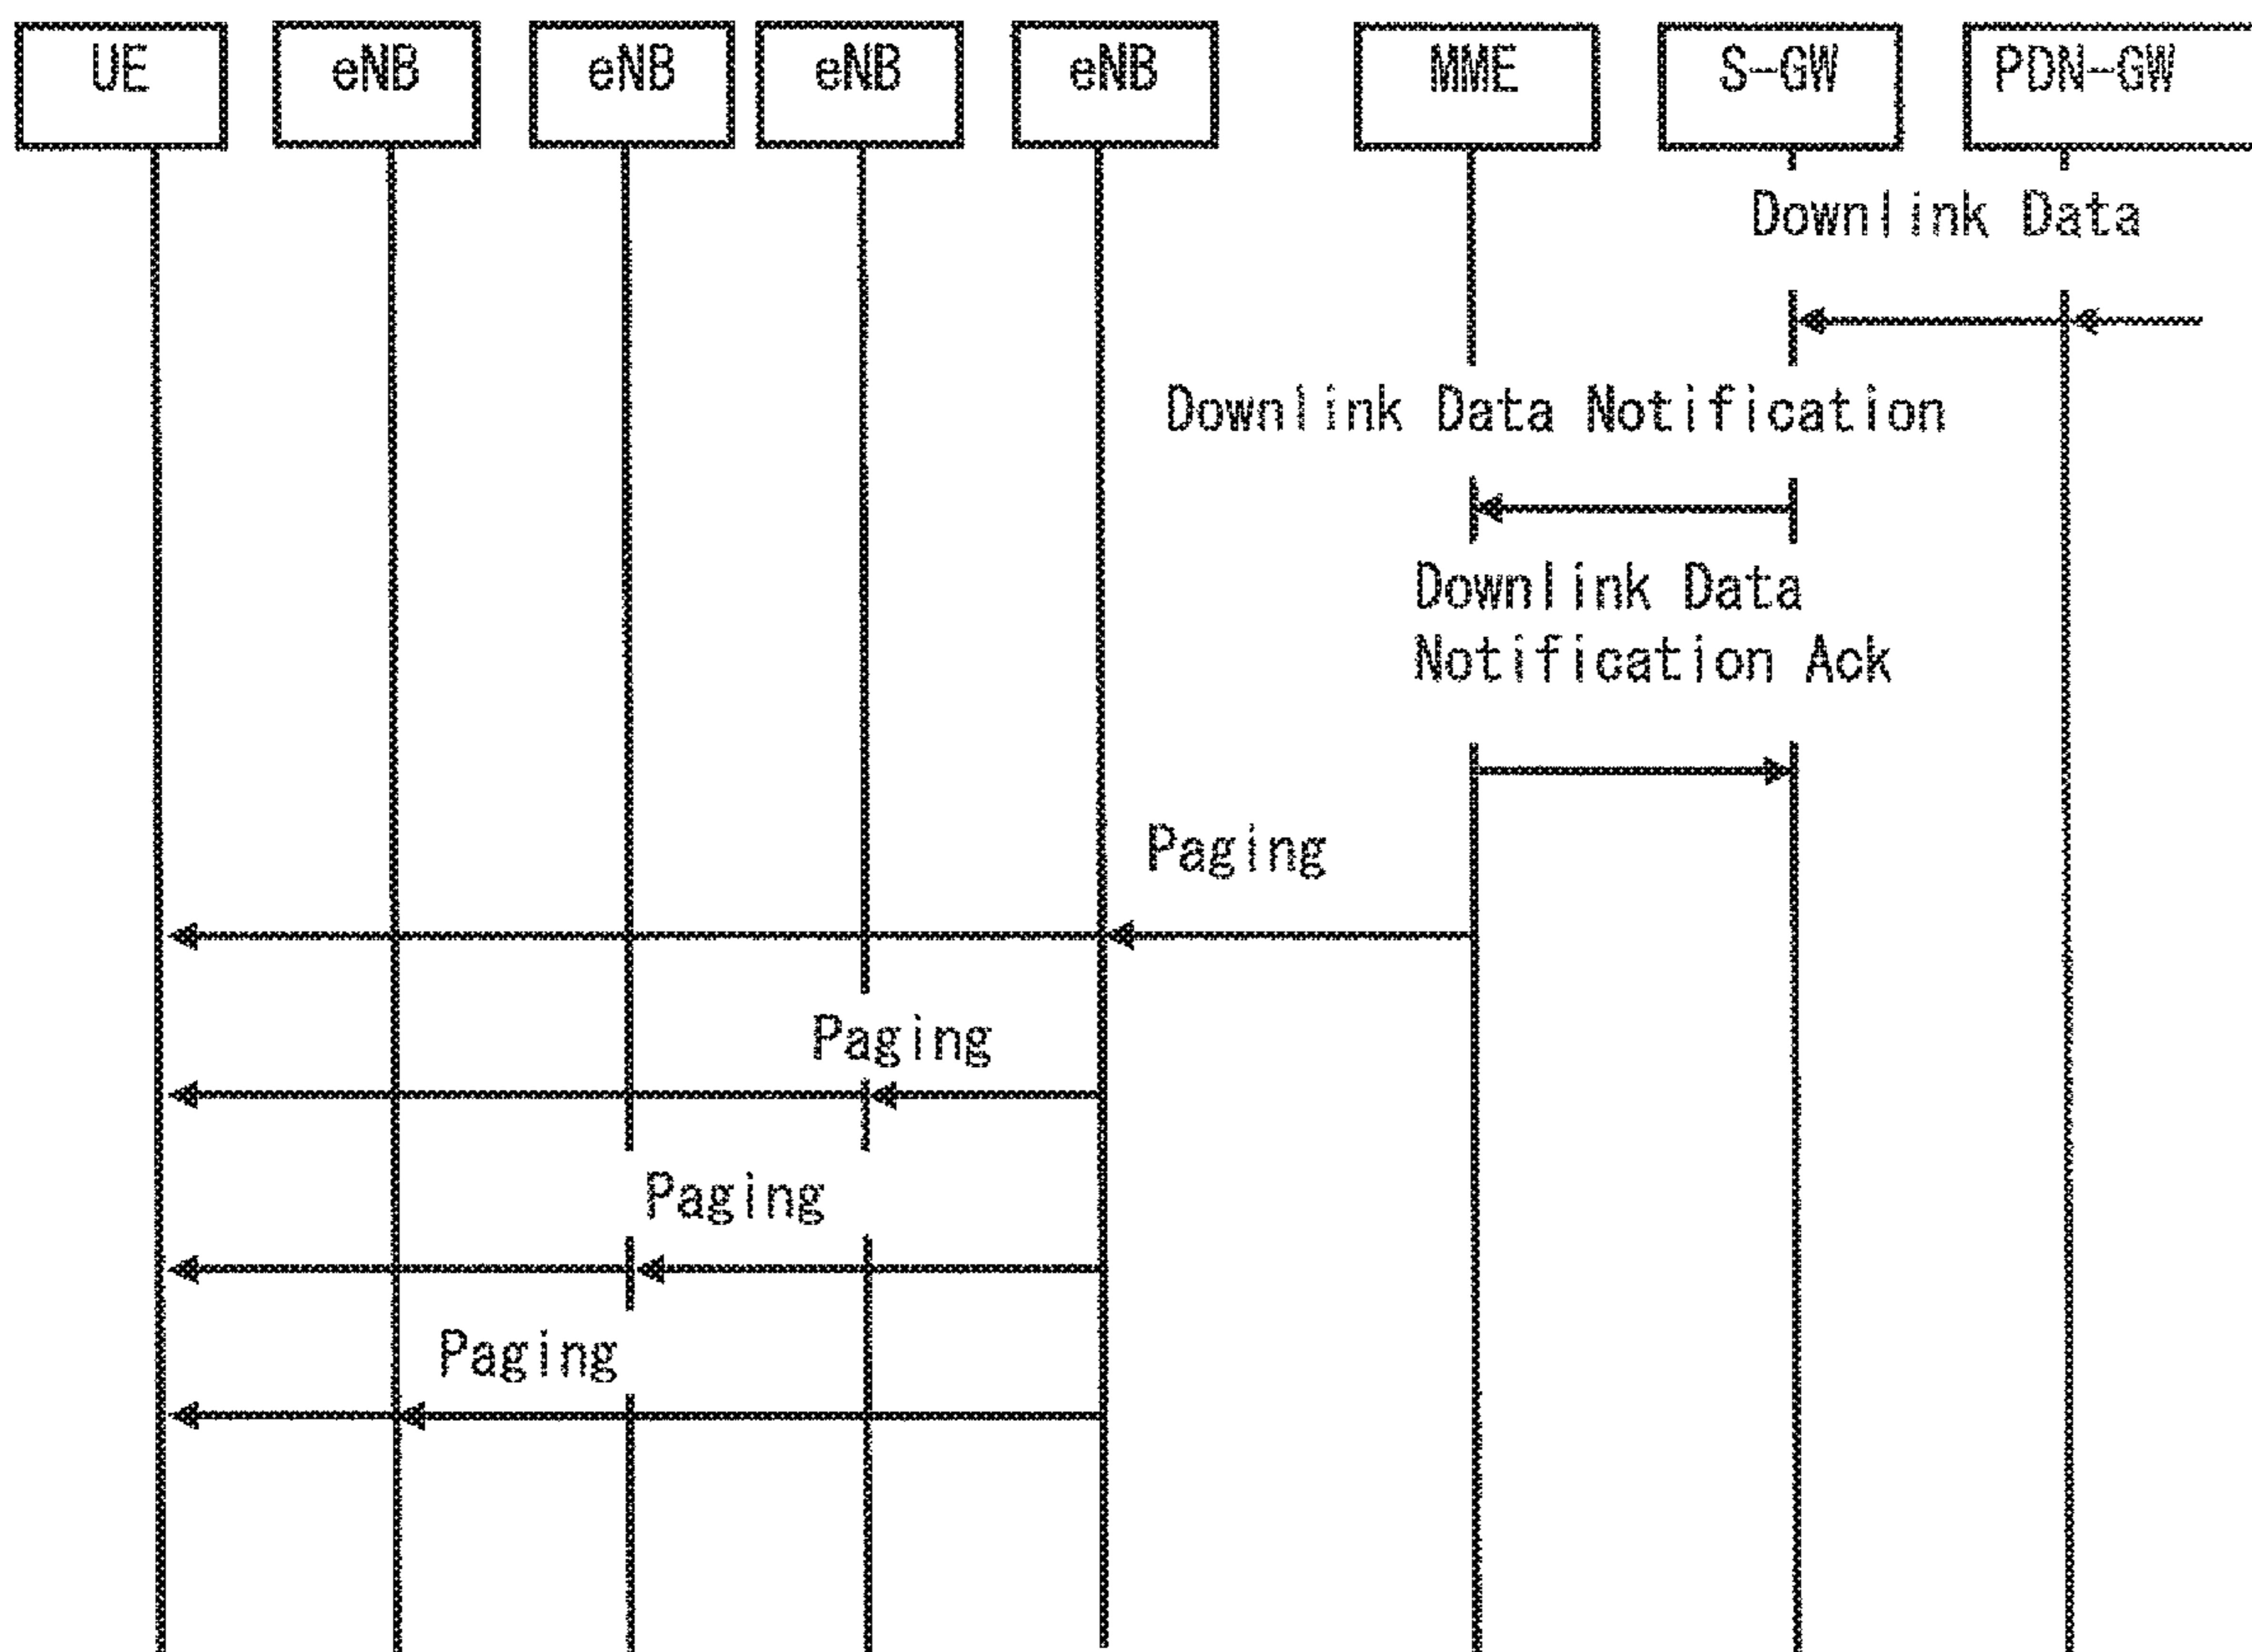 UE
eNB
eNB
eNB
eNB
MME
S-GW
PDN-GW
Downlink Data
Downlink Data Notification
Downlink Data
Notification Ack
Paging
Paging
Paging
Paging